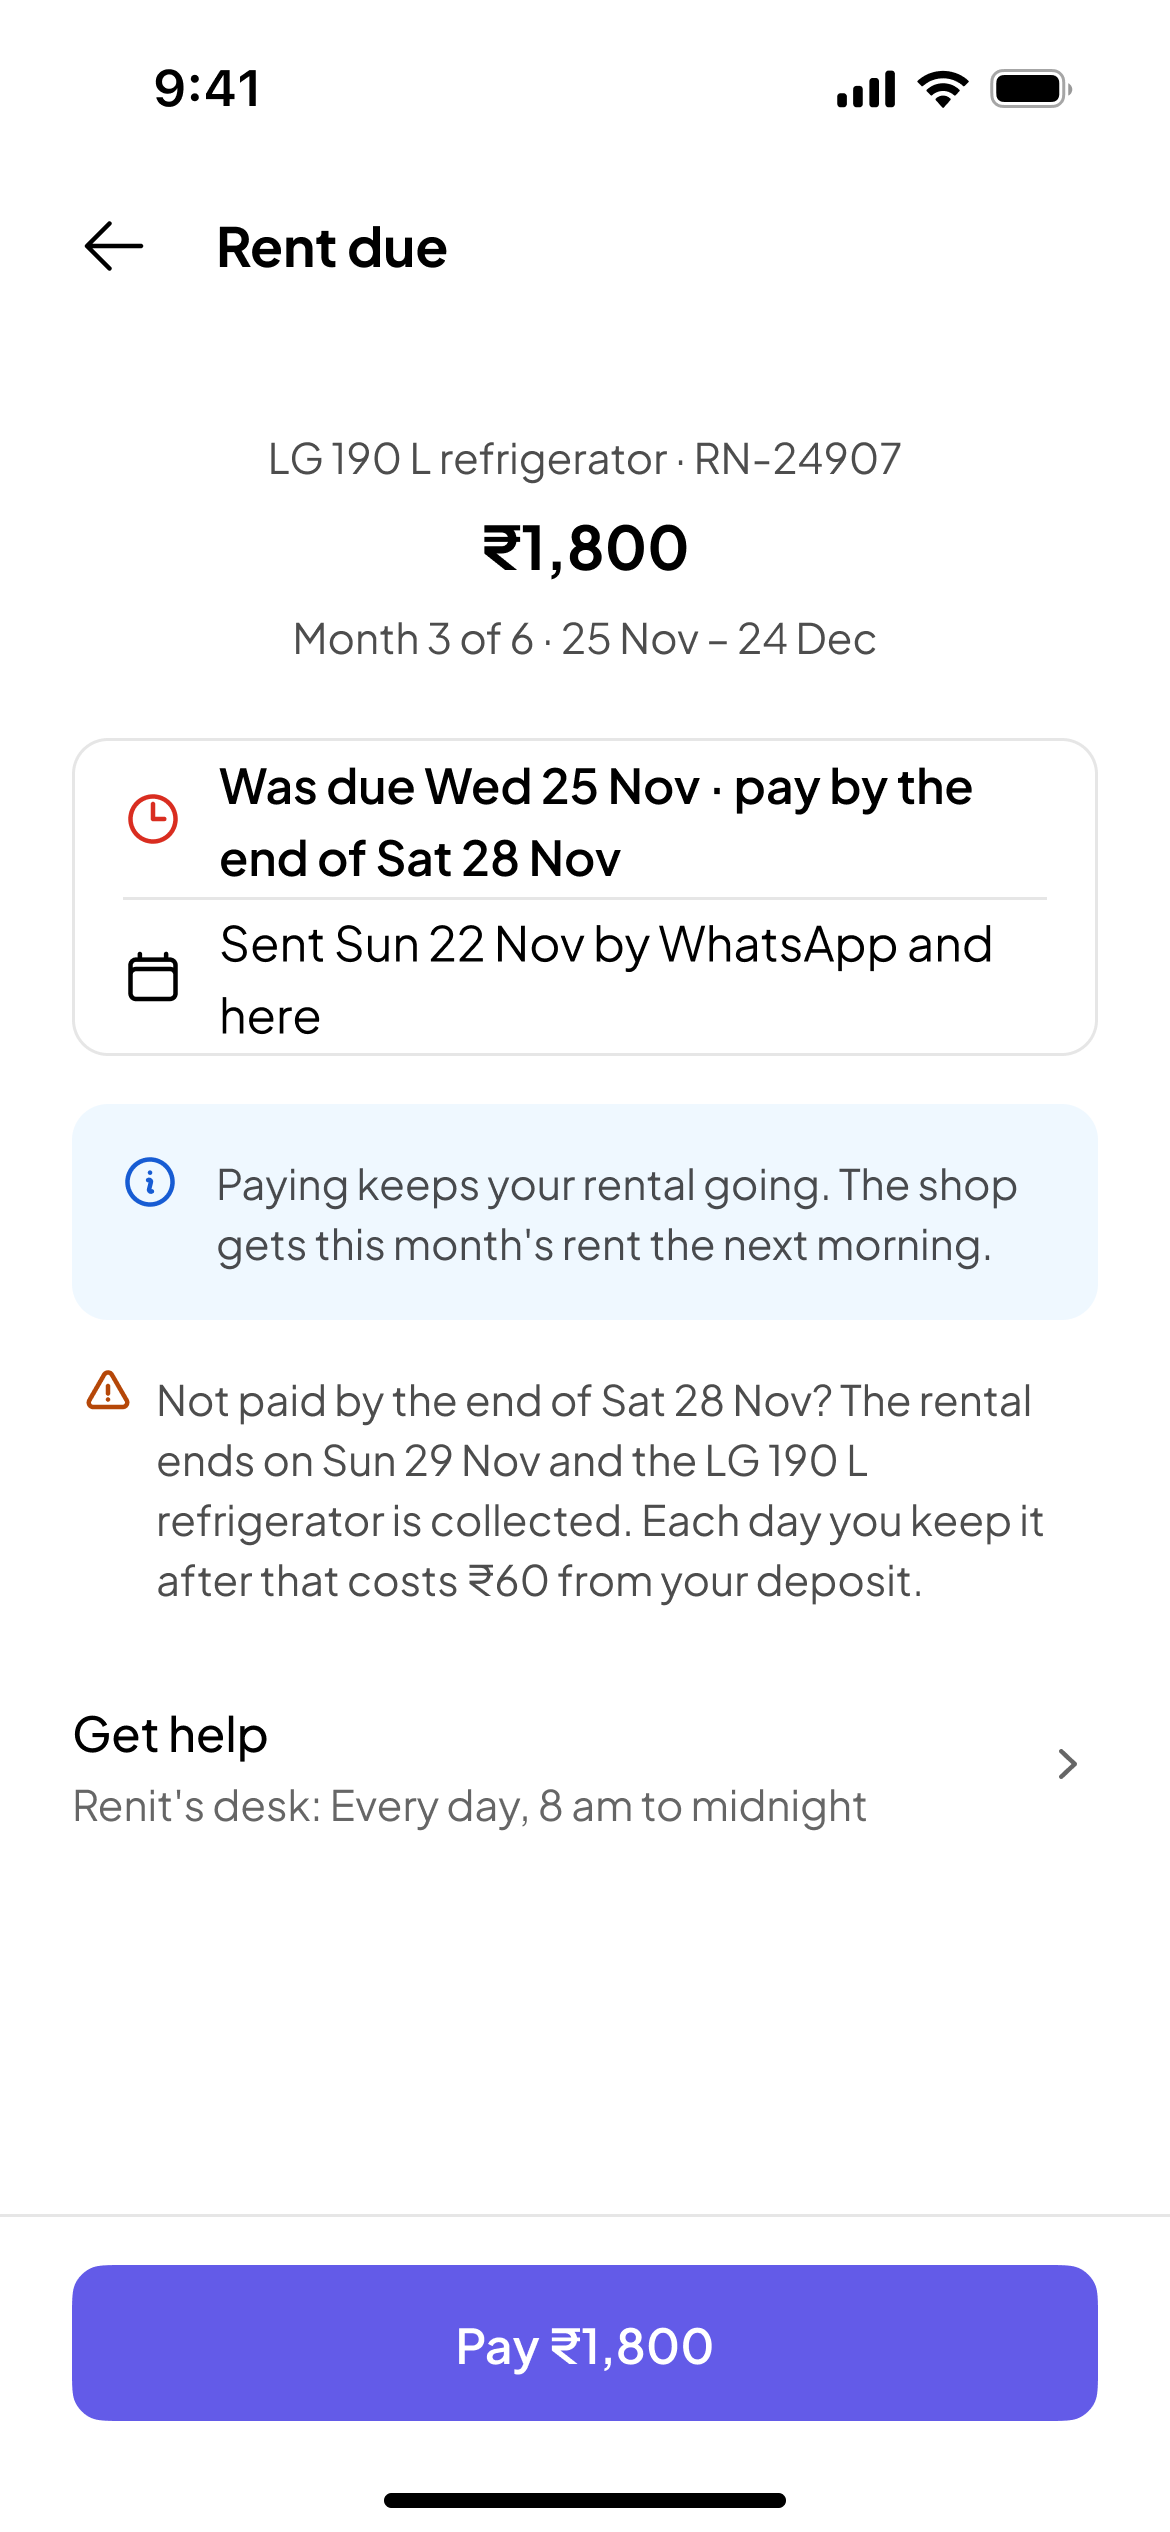 9:41
Rent due
LG 190 L refrigerator · RN-24907
₹1,800
Month 3 of 6 · 25 Nov – 24 Dec
Was due Wed 25 Nov · pay by the
end of Sat 28 Nov
Sent Sun 22 Nov by WhatsApp and
here
Paying keeps your rental going. The shop
gets this month's rent the next morning.
Not paid by the end of Sat 28 Nov? The rental
ends on Sun 29 Nov and the LG 190 L
refrigerator is collected. Each day you keep it
after that costs ₹60 from your deposit.
Get help
Renit's desk: Every day, 8 am to midnight
Pay ₹1,800